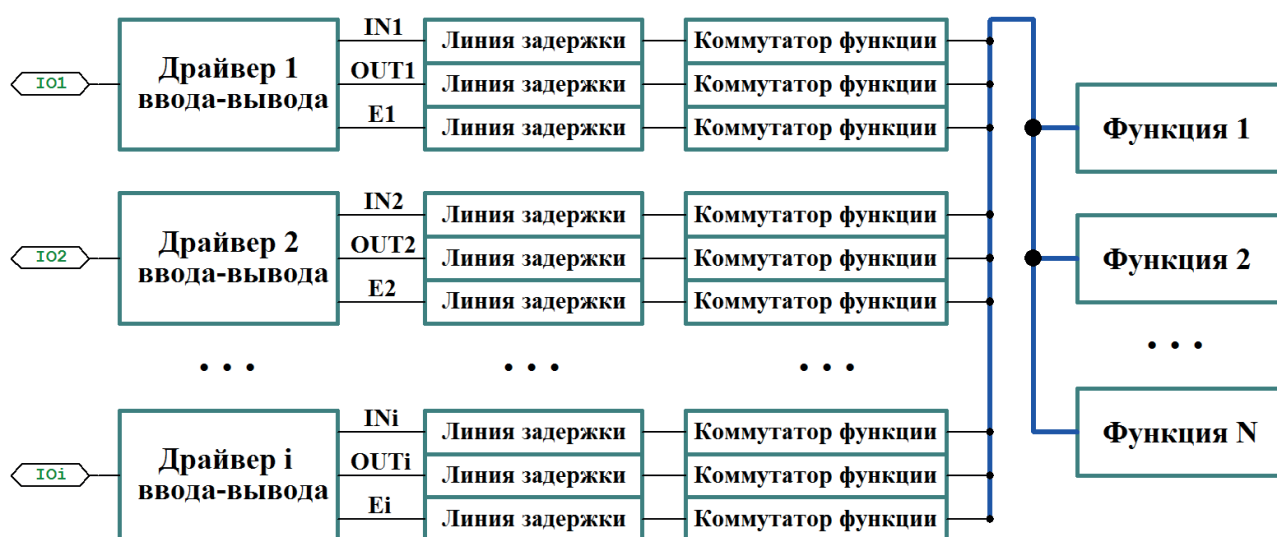 IO1
Драйвер 1
ввода-вывода
IN1
OUT1
E1
Линия задержки
Линия задержки
Линия задержки
Коммутатор функции
Коммутатор функции
Коммутатор функции
IO2
Драйвер 2
ввода-вывода
IN2
OUT2
E2
Линия задержки
Линия задержки
Линия задержки
Коммутатор функции
Коммутатор функции
Коммутатор функции
. . .
. . .
. . .
IOi
Драйвер i
ввода-вывода
INi
OUTi
Ei
Линия задержки
Линия задержки
Линия задержки
Коммутатор функции
Коммутатор функции
Коммутатор функции
Функция 1
Функция 2
. . .
Функция N